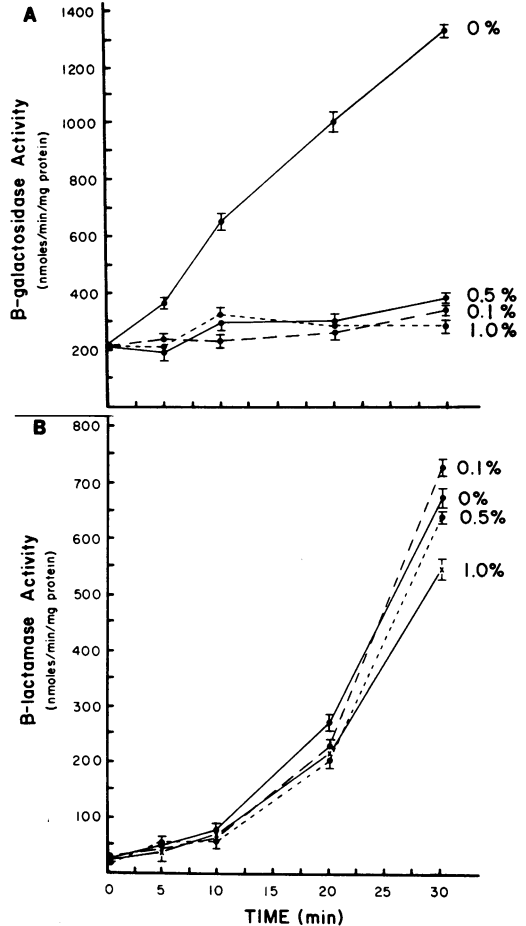 A
β-galactosidase Activity
(nmoles/min/mg protein)
1400
1200
1000
800
600
400
200
0%
0.5%
0.1%
1.0%
B
β-lactamase Activity
(nmoles/min/mg protein)
800
700
600
500
400
300
200
100
0.1%
0%
0.5%
1.0%
0 5 10 15 20 25 30
TIME (min)